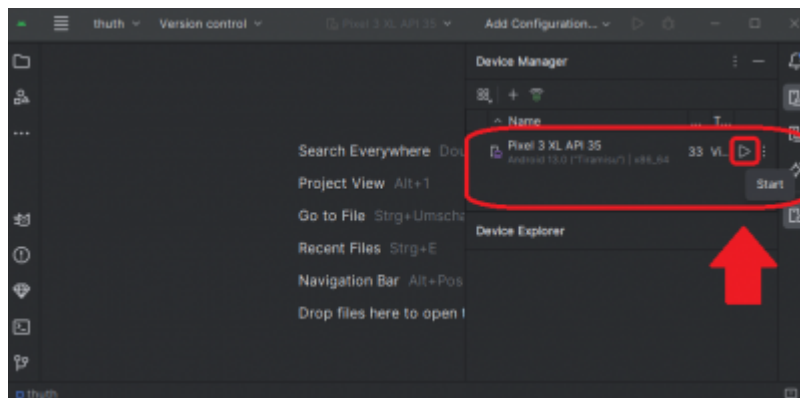 thuth Version control Pixel 3 XL API 35 Add Configuration...
Device Manager
Name ... T...
Pixel 3 XL API 35
Android 13.0 ("Tiramisu") | x86_64
33 Vi...
Start
Search Everywhere Dou
Project View Alt+1
Go to File Strg+Umscha
Recent Files Strg+E
Navigation Bar Alt+Pos
Drop files here to open t
Device Explorer
thuth